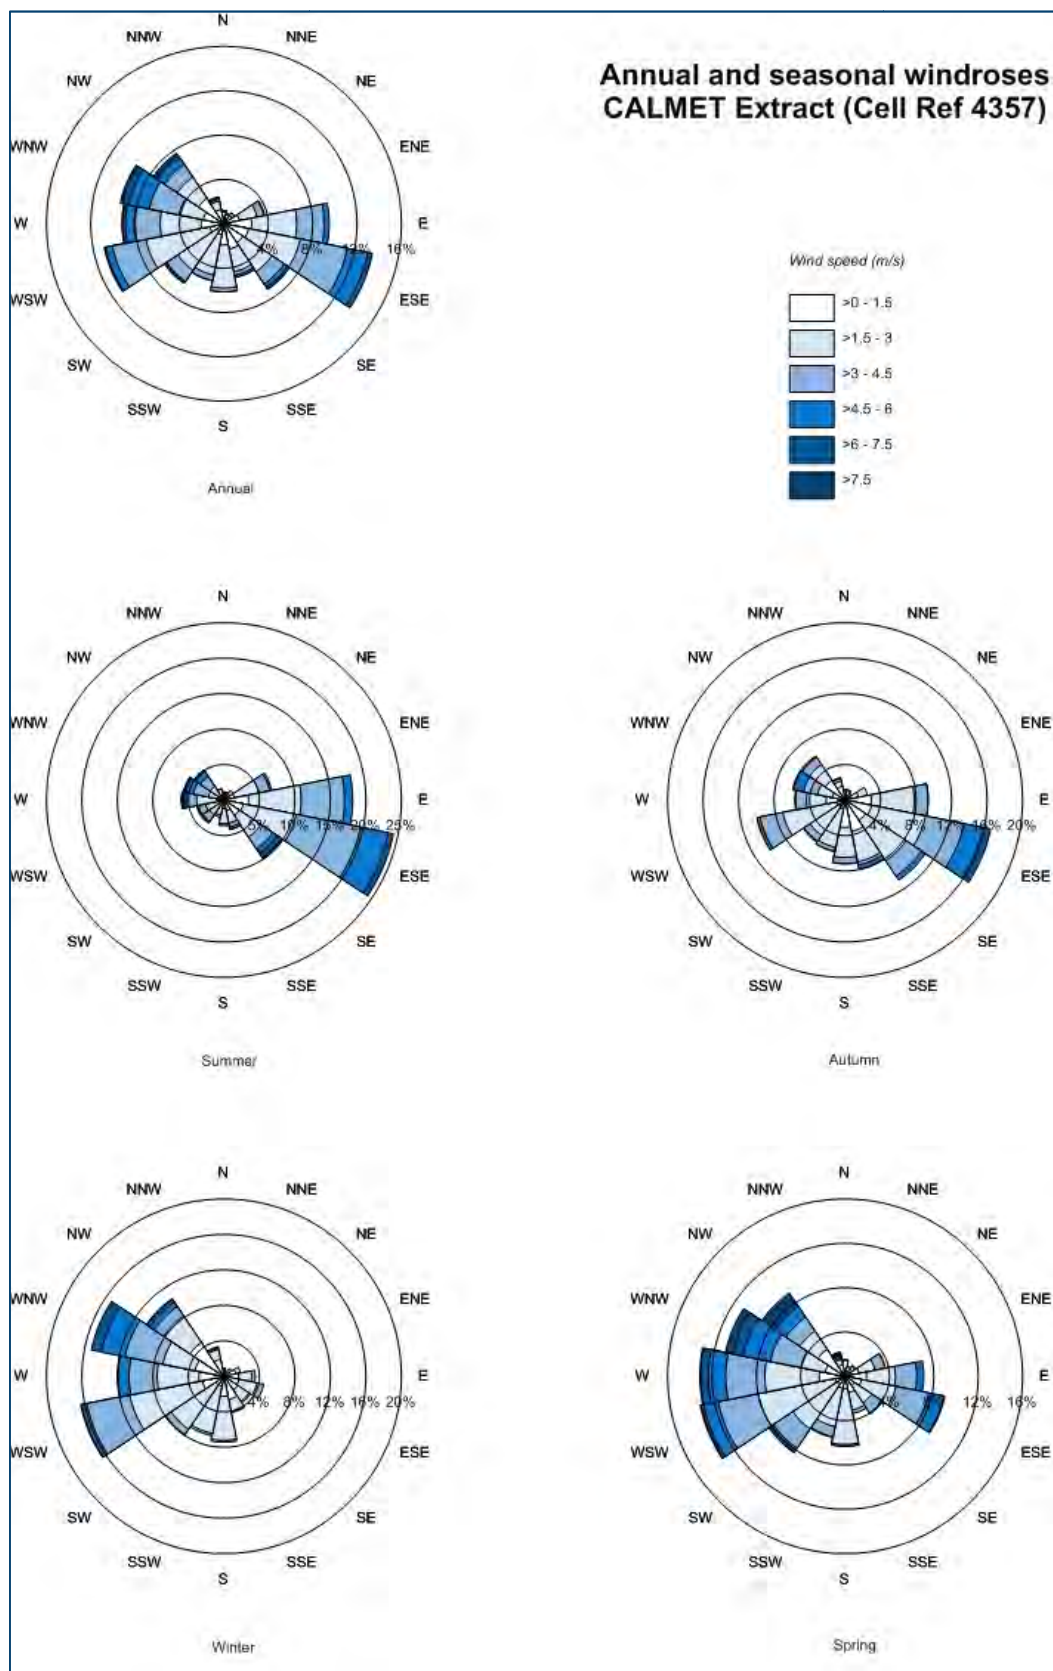 Annual and seasonal windroses
CALMET Extract (Cell Ref 4357)
N
NNW NNE
NW NE
WNW ENE
W E
4% 8% 12% 16%
WSW ESE
SW SE
SSW SSE
S
Annual
Wind speed (m/s)
>0 - 1.5
>1.5 - 3
>3 - 4.5
>4.5 - 6
>6 - 7.5
>7.5
N
NNW NNE
NW NE
WNW ENE
W E
5% 10% 15% 20% 25%
WSW ESE
SW SE
SSW SSE
S
Summer
N
NNW NNE
NW NE
WNW ENE
W E
4% 8% 12% 16% 20%
WSW ESE
SW SE
SSW SSE
S
Autumn
N
NNW NNE
NW NE
WNW ENE
W E
4% 8% 12% 16% 20%
WSW ESE
SW SE
SSW SSE
S
Winter
N
NNW NNE
NW NE
WNW ENE
W E
4% 8% 12% 16%
WSW ESE
SW SE
SSW SSE
S
Spring